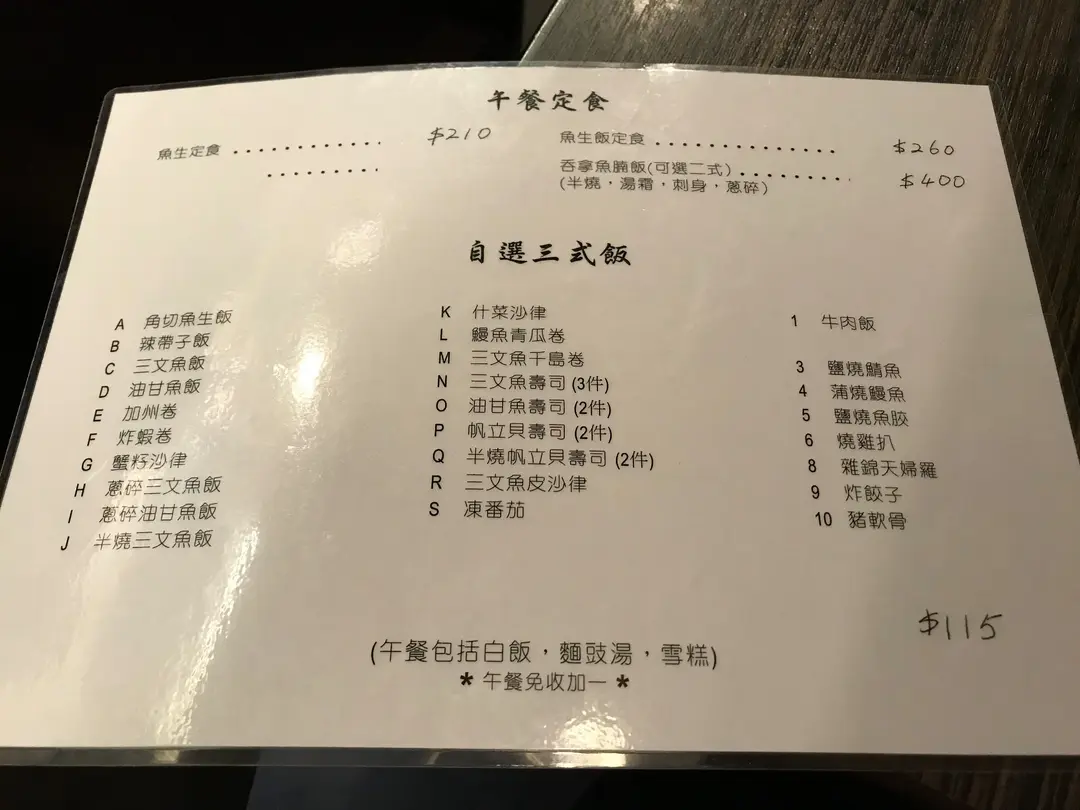 午餐定食
魚生定食 .............. $210
..........
魚生飯定食 ................. $260
吞拿魚腩飯(可選二式) .......... $400
(半燒，湯霜，刺身，蔥碎)
自選三式飯
A 角切魚生飯
B 辣帶子飯
C 三文魚飯
D 油甘魚飯
E 加州卷
F 炸蝦卷
G 蟹籽沙律
H 蔥碎三文魚飯
I 蔥碎油甘魚飯
J 半燒三文魚飯
K 什菜沙律
L 鰻魚青瓜卷
M 三文魚千島卷
N 三文魚壽司 (3件)
O 油甘魚壽司 (2件)
P 帆立貝壽司 (2件)
Q 半燒帆立貝壽司 (2件)
R 三文魚皮沙律
S 凍番茄
1 牛肉飯
3 鹽燒鯖魚
4 蒲燒鰻魚
5 鹽燒魚胶
6 燒雞扒
8 雜錦天婦羅
9 炸餃子
10 豬軟骨
$115
(午餐包括白飯，麵豉湯，雪糕)
* 午餐免收加一 *